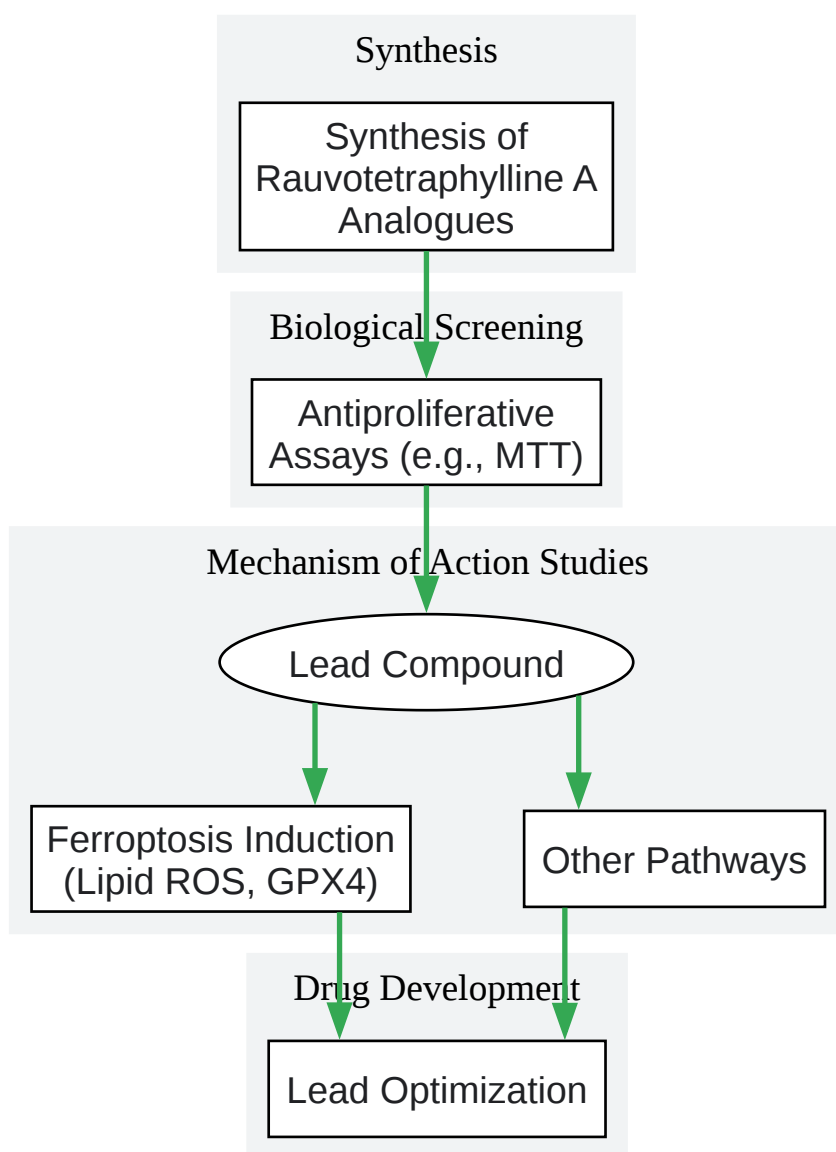 Synthesis
Synthesis of
Rauvotetraphylline A
Analogues
Biological Screening
Antiproliferative
Assays (e.g., MTT)
Mechanism of Action Studies
Lead Compound
Ferroptosis Induction
(Lipid ROS, GPX4)
Other Pathways
Drug Development
Lead Optimization